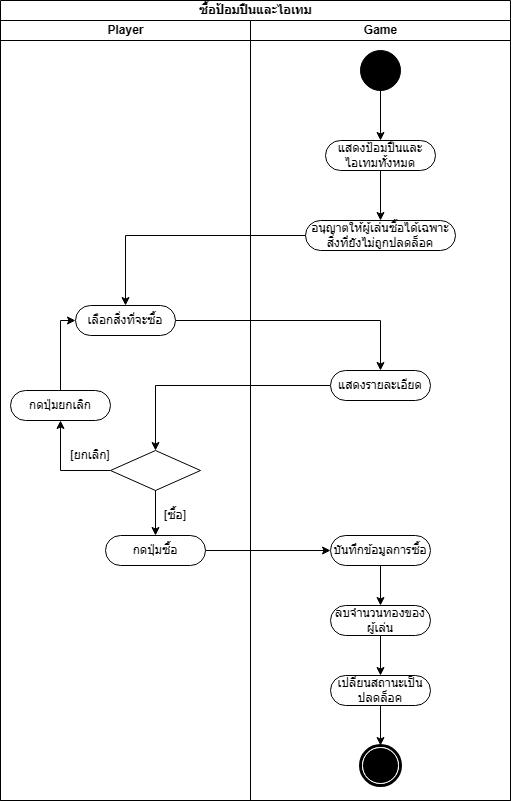 ซื้อป้อมปืนและไอเทม
Player
Game
แสดงป้อมปืนและ
ไอเทมทั้งหมด
อนุญาตให้ผู้เล่นซื้อได้เฉพาะ
สิ่งที่ยังไม่ถูกปลดล็อค
เลือกสิ่งที่จะซื้อ
แสดงรายละเอียด
กดปุ่มยกเลิก
[ยกเลิก]
[ซื้อ]
กดปุ่มซื้อ
บันทึกข้อมูลการซื้อ
ลบจำนวนทองของ
ผู้เล่น
เปลี่ยนสถานะเป็น
ปลดล็อค